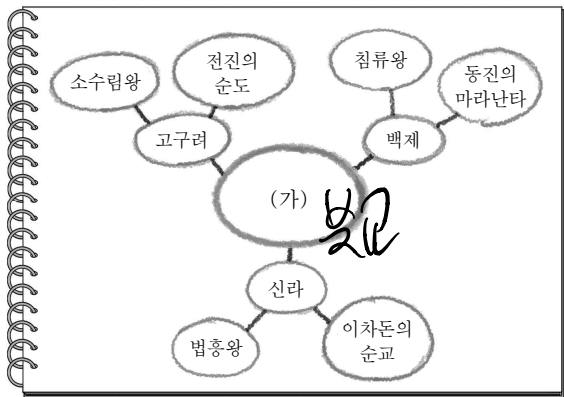 전진의
순도
침류왕
소수림왕
동진의
마라난타
고구려
백제
(가)
불교
신라
이차돈의
순교
법흥왕